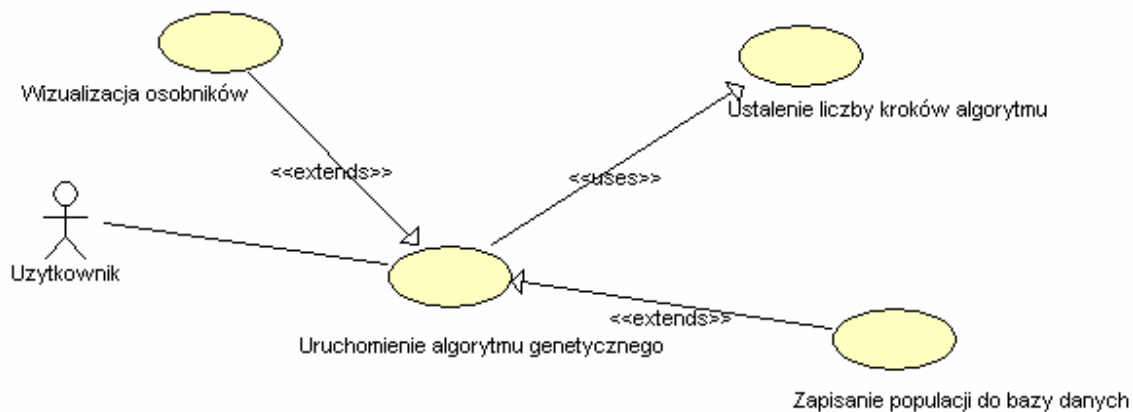 Wizualizacja osobników
Ustalenie liczby kroków algorytmu
<<extends>>
<<uses>>
Uzytkownik
<<extends>>
Uruchomienie algorytmu genetycznego
Zapisanie populacji do bazy danych